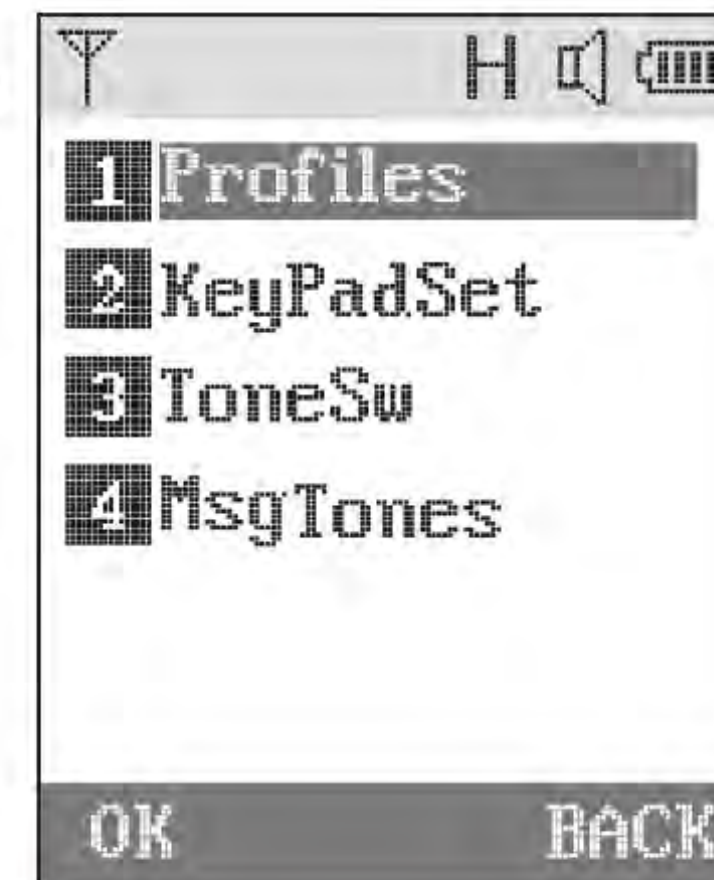 H
1 Profiles
2 KeyPadSet
3 ToneSw
4 MsgTones
OK BACK